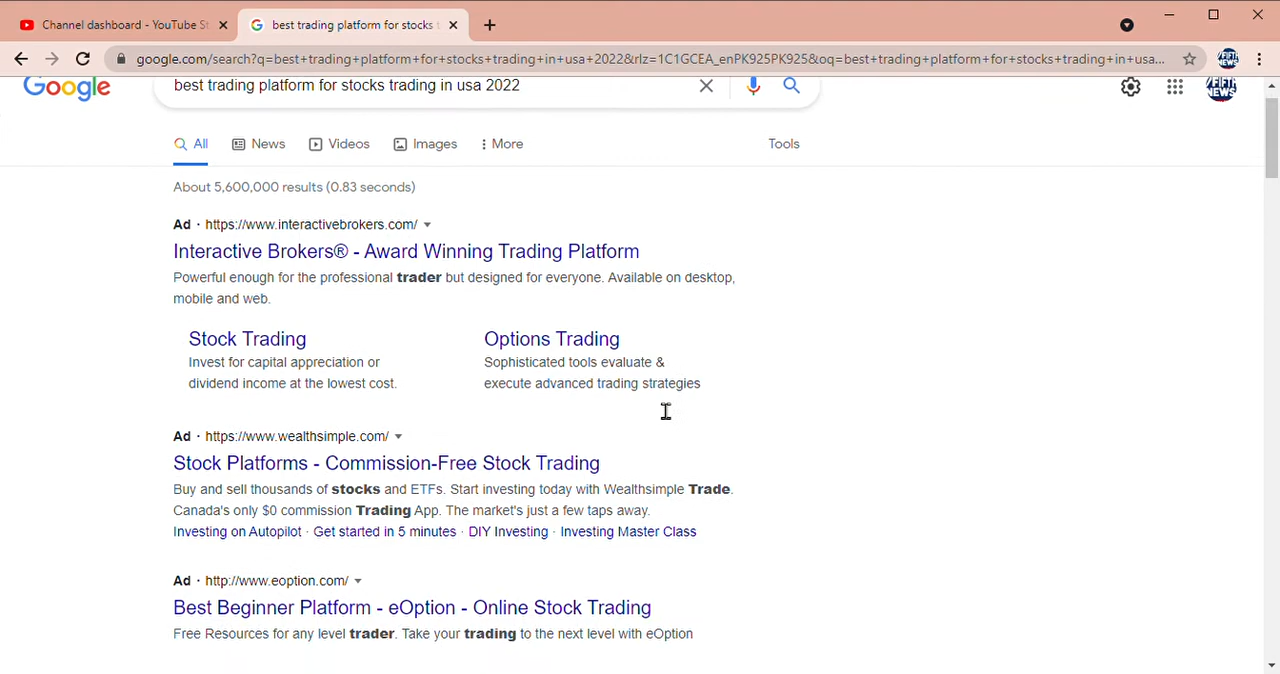 Channel dashboard - YouTube St
best trading platform for stocks t
google.com/search?q=best+trading+platform+for+stocks+trading+in+usa+2022&rlz=1C1GCEA_enPK925PK925&oq=best+trading+platform+for+stocks+trading+in+usa...
Google
best trading platform for stocks trading in usa 2022
FIFTH NEWS
All News Videos Images More Tools
About 5,600,000 results (0.83 seconds)
Ad · https://www.interactivebrokers.com/
Interactive Brokers® - Award Winning Trading Platform
Powerful enough for the professional trader but designed for everyone. Available on desktop,
mobile and web.
Stock Trading
Invest for capital appreciation or
dividend income at the lowest cost.
Options Trading
Sophisticated tools evaluate &
execute advanced trading strategies
Ad · https://www.wealthsimple.com/
Stock Platforms - Commission-Free Stock Trading
Buy and sell thousands of stocks and ETFs. Start investing today with Wealthsimple Trade.
Canada's only $0 commission Trading App. The market's just a few taps away.
Investing on Autopilot · Get started in 5 minutes · DIY Investing · Investing Master Class
Ad · http://www.eoption.com/
Best Beginner Platform - eOption - Online Stock Trading
Free Resources for any level trader. Take your trading to the next level with eOption